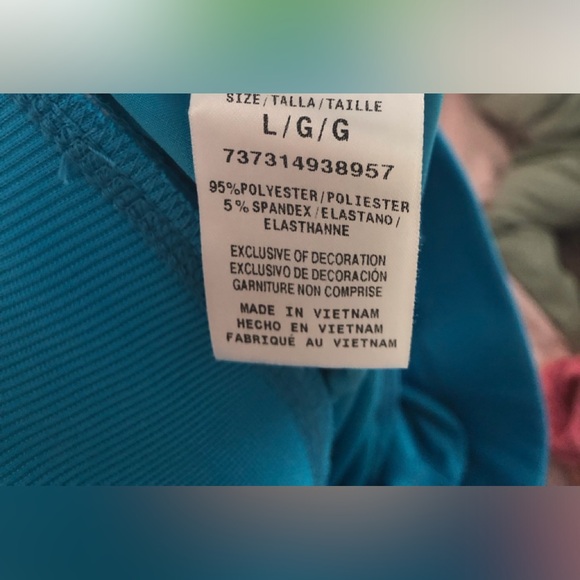 SIZE/TALLA/TAILLE
L/G/G
737314938957
95%POLYESTER/POLIESTER
5% SPANDEX/ELASTANO/
ELASTHANNE
EXCLUSIVE OF DECORATION
EXCLUSIVO DE DECORACIÓN
GARNITURE NON COMPRISE
MADE IN VIETNAM
HECHO EN VIETNAM
FABRIQUÉ AU VIETNAM